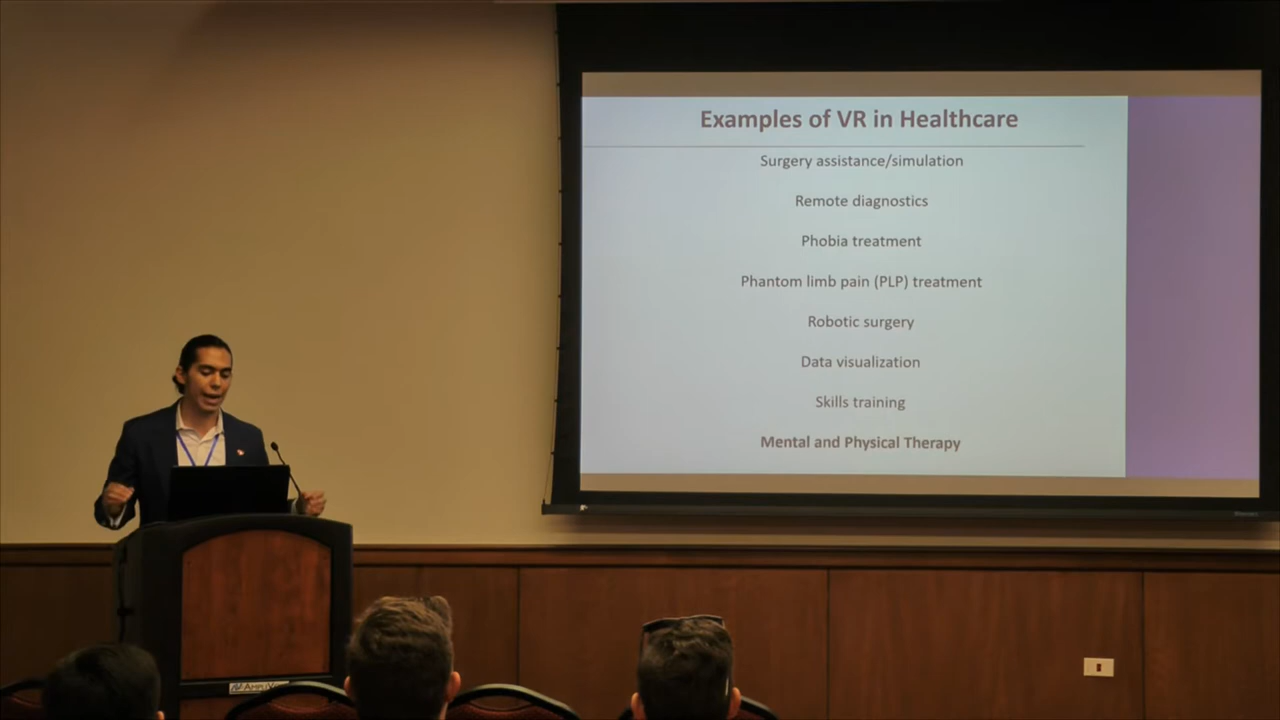 Examples of VR in Healthcare
Surgery assistance/simulation
Remote diagnostics
Phobia treatment
Phantom limb pain (PLP) treatment
Robotic surgery
Data visualization
Skills training
Mental and Physical Therapy